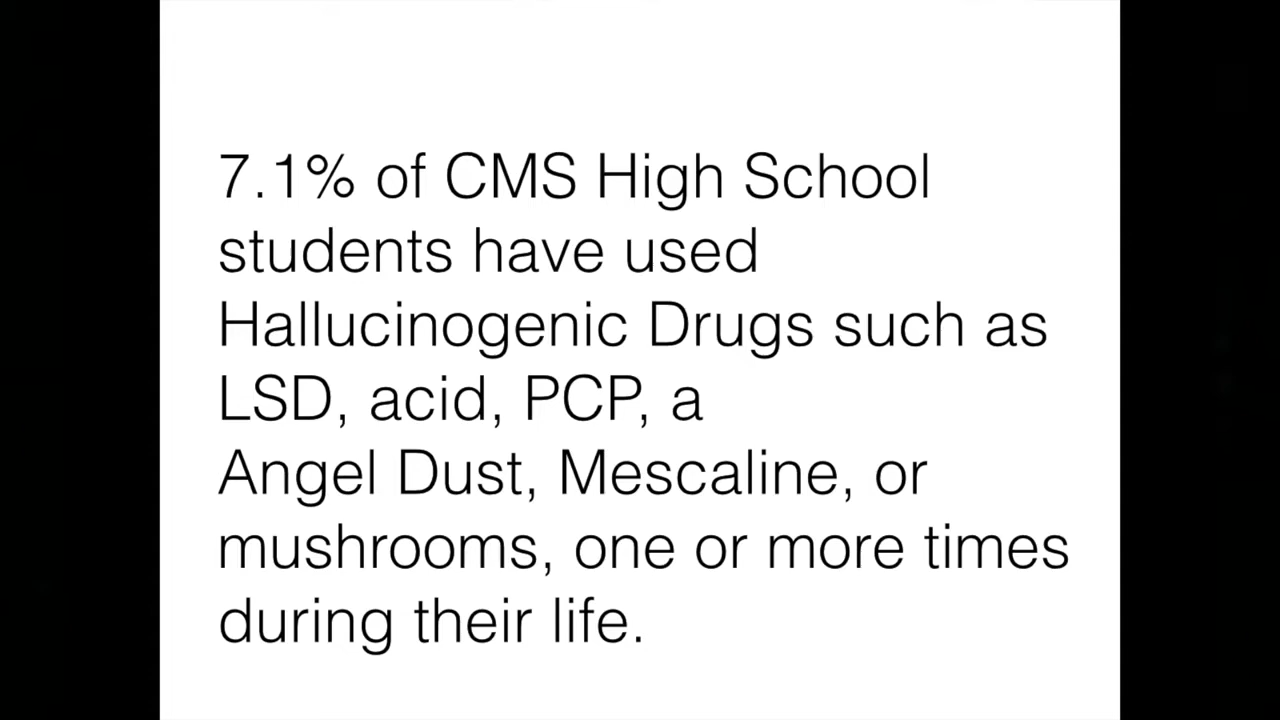 7.1% of CMS High School
students have used
Hallucinogenic Drugs such as
LSD, acid, PCP, a
Angel Dust, Mescaline, or
mushrooms, one or more times
during their life.